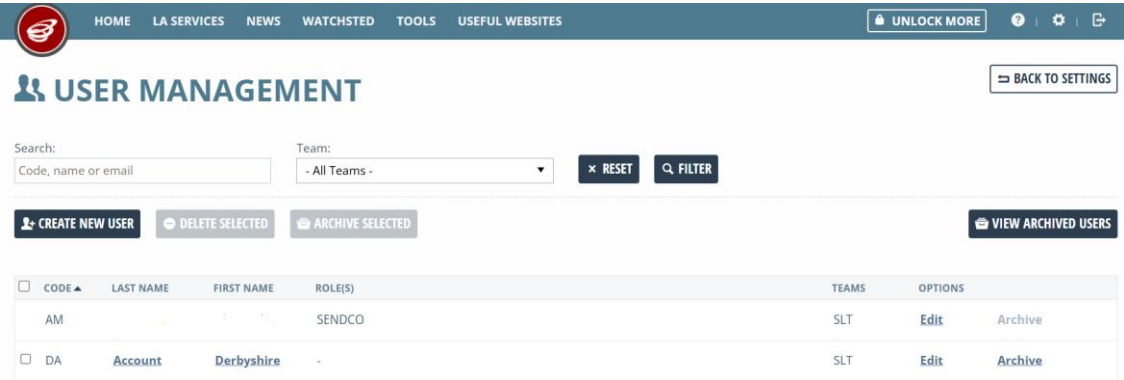 HOME LA SERVICES NEWS WATCHSTED TOOLS USEFUL WEBSITES UNLOCK MORE
USER MANAGEMENT
BACK TO SETTINGS
Search: Team:
Code, name or email - All Teams - RESET FILTER
CREATE NEW USER DELETE SELECTED ARCHIVE SELECTED VIEW ARCHIVED USERS
CODE LAST NAME FIRST NAME ROLE(S) TEAMS OPTIONS
AM SENDCO SLT Edit Archive
DA Account Derbyshire - SLT Edit Archive